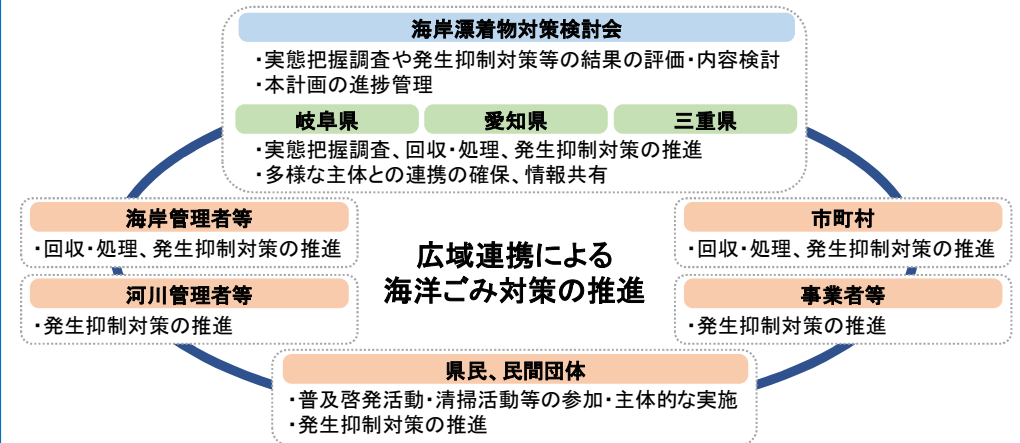 海岸漂着物対策検討会
・実態把握調査や発生抑制対策等の結果の評価・内容検討
・本計画の進捗管理
岐阜県
愛知県
三重県
・実態把握調査、回収・処理、発生抑制対策の推進
・多様な主体との連携の確保、情報共有
海岸管理者等
・回収・処理、発生抑制対策の推進
河川管理者等
・発生抑制対策の推進
広域連携による
海洋ごみ対策の推進
市町村
・回収・処理、発生抑制対策の推進
事業者等
・発生抑制対策の推進
県民、民間団体
・普及啓発活動・清掃活動等の参加・主体的な実施
・発生抑制対策の推進